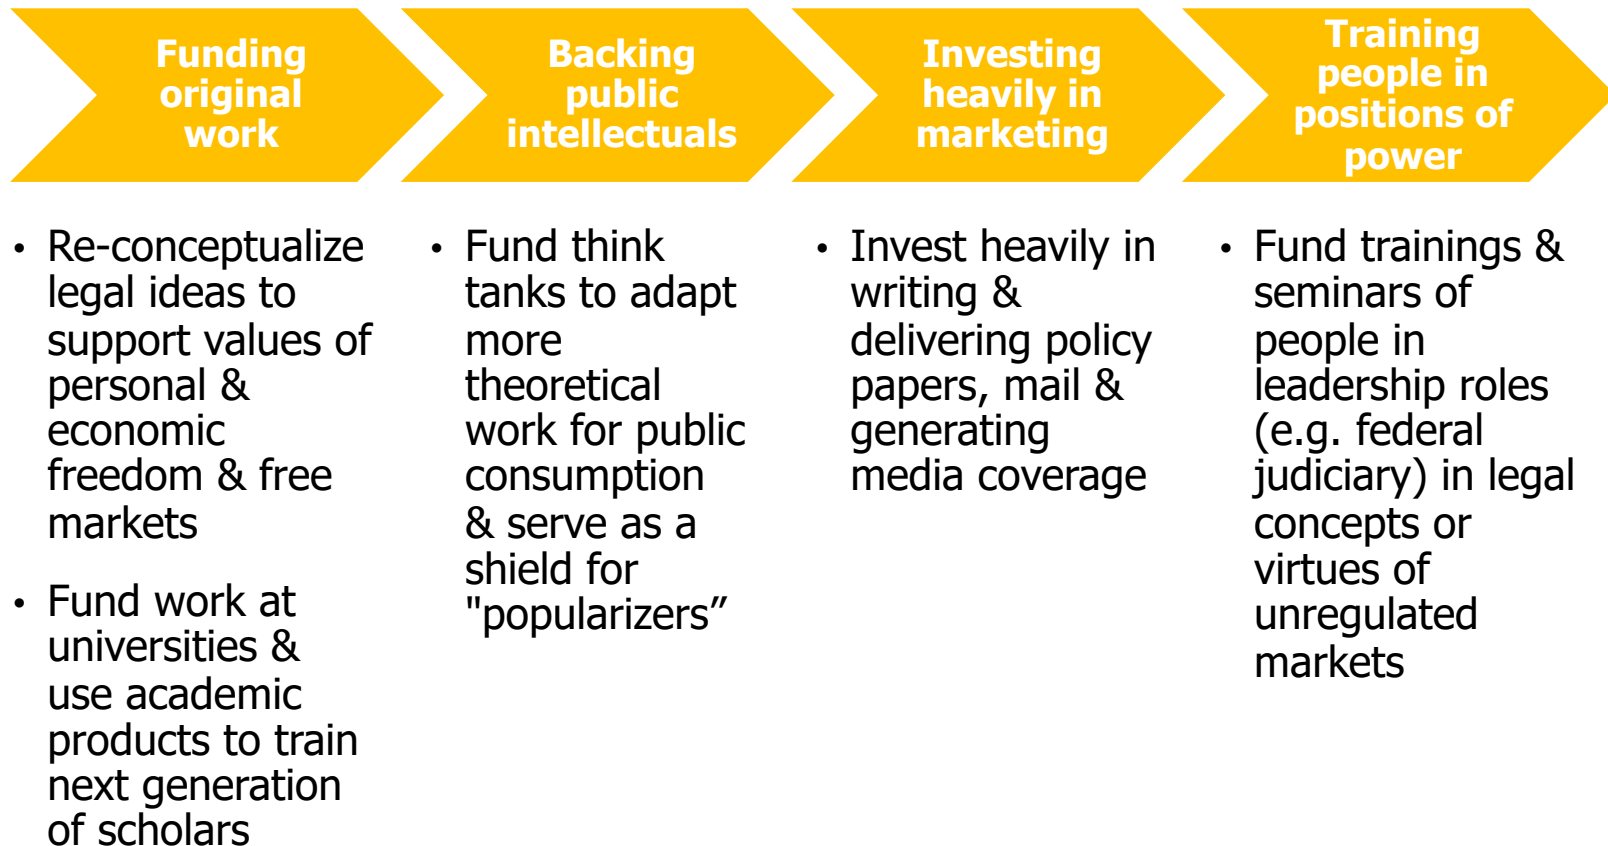 Funding
original
work
Backing
public
intellectuals
Investing
heavily in
marketing
Training
people in
positions of
power
• Re-conceptualize
legal ideas to
support values of
personal &
economic
freedom & free
markets
• Fund work at
universities &
use academic
products to train
next generation
of scholars
• Fund think
tanks to adapt
more
theoretical
work for public
consumption
& serve as a
shield for
"popularizers”
• Invest heavily in
writing &
delivering policy
papers, mail &
generating
media coverage
• Fund trainings &
seminars of
people in
leadership roles
(e.g. federal
judiciary) in legal
concepts or
virtues of
unregulated
markets